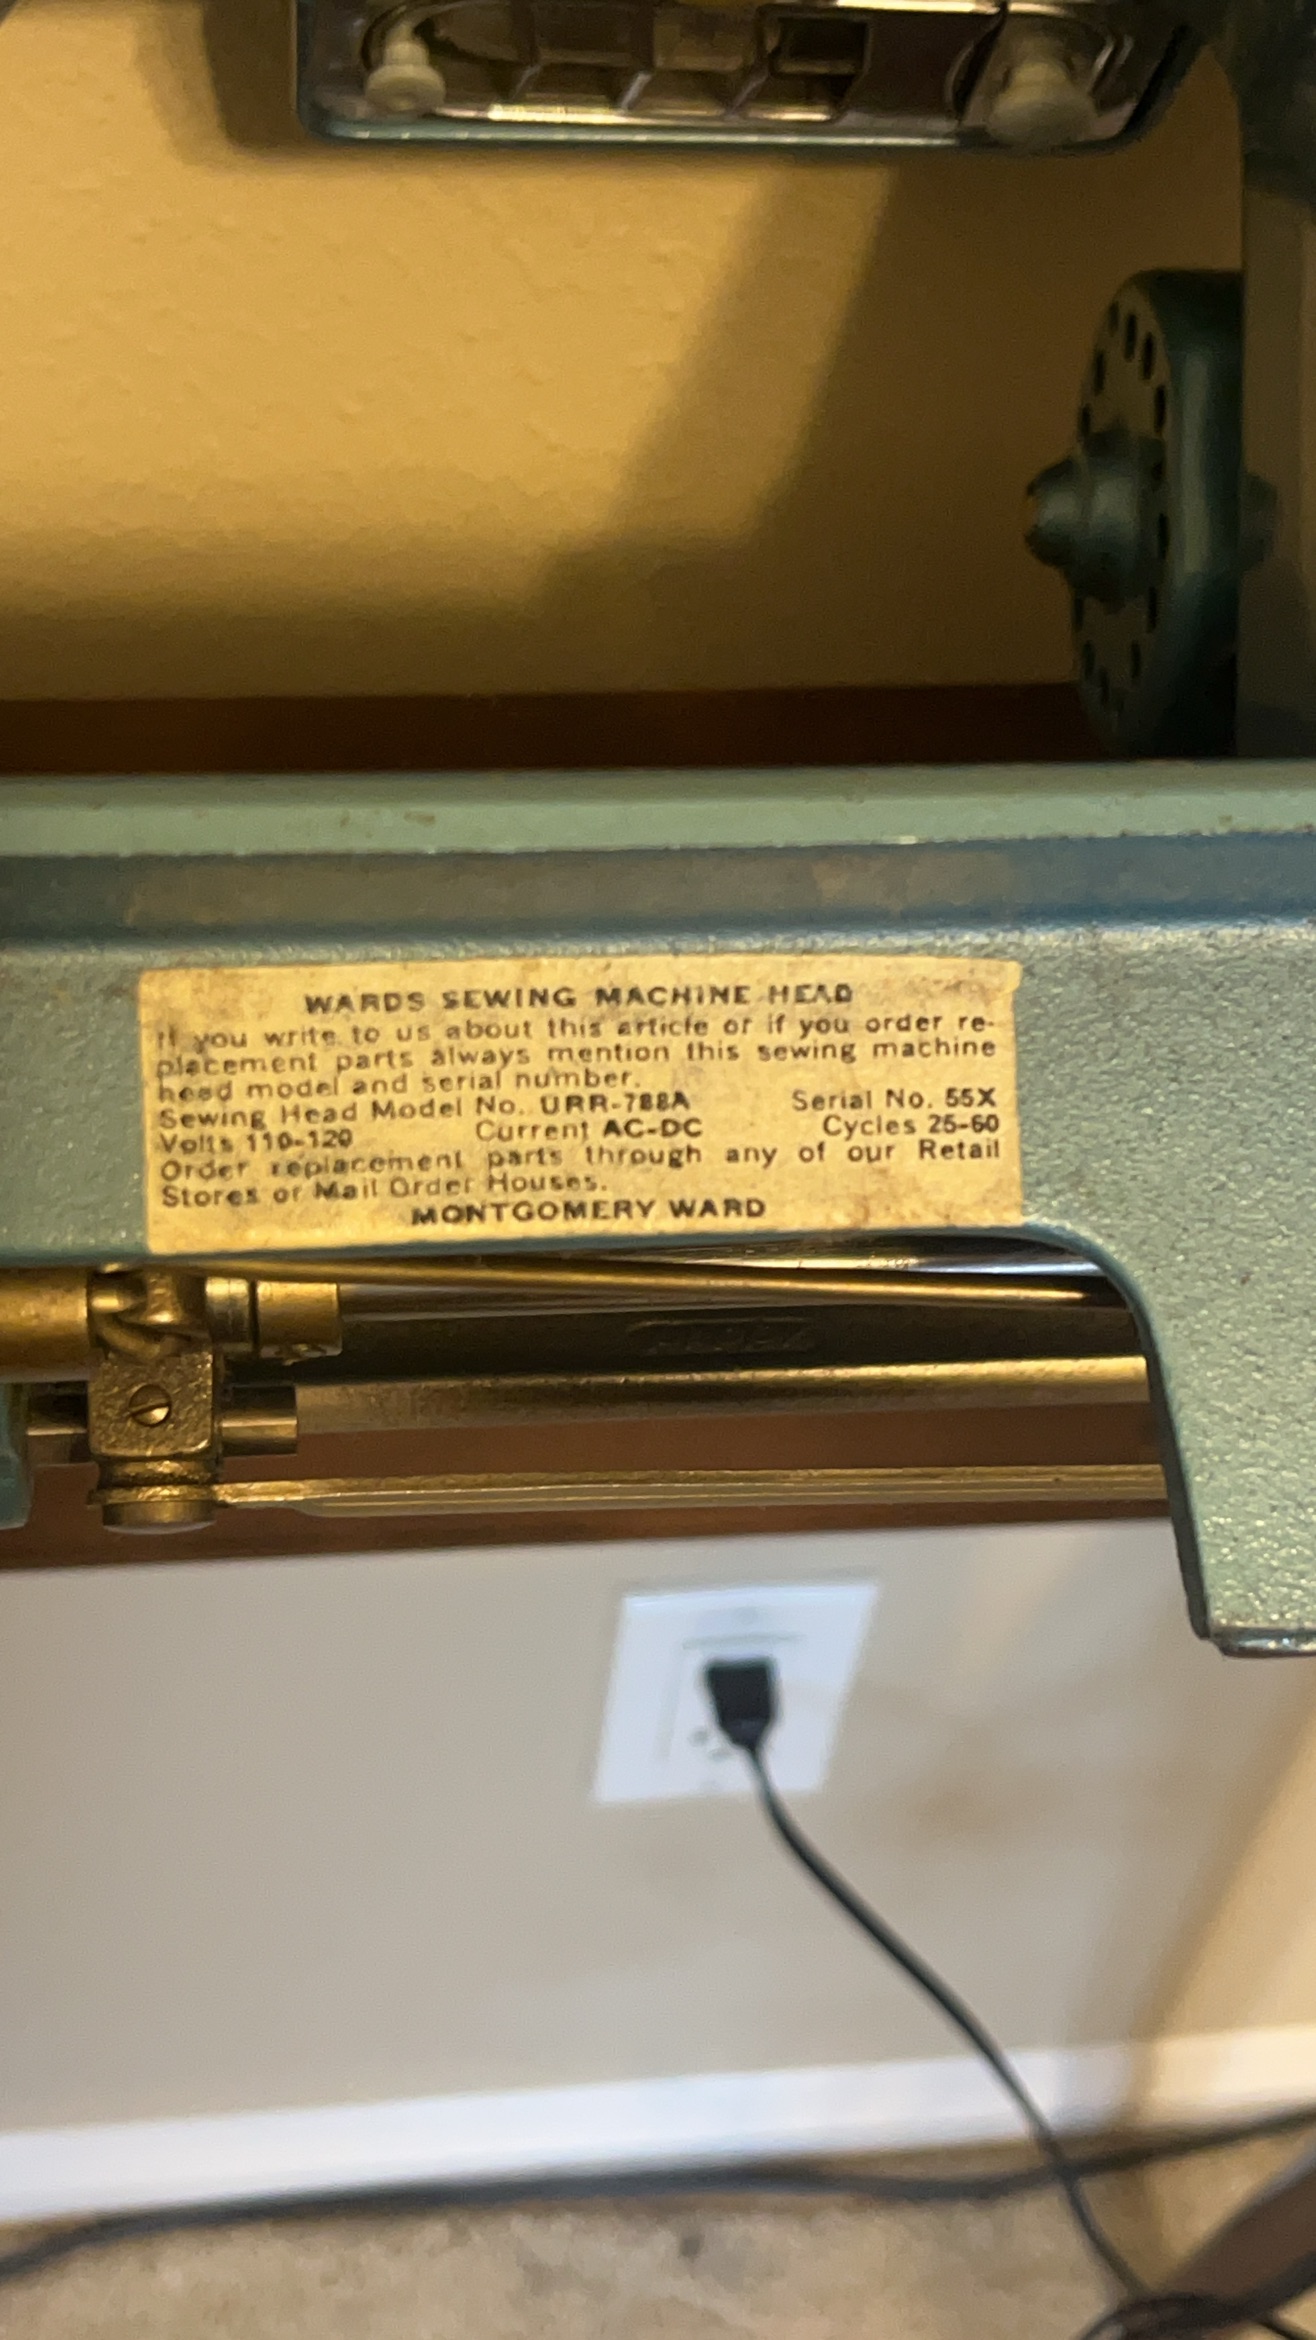 WARDS SEWING MACHINE HEAD
If you write to us about this article or if you order re-
placement parts always mention this sewing machine
head model and serial number.
Sewing Head Model No. URR-788A Serial No. 55X
Volts 110-120 Current AC-DC Cycles 25-60
Order replacement parts through any of our Retail
Stores or Mail Order Houses.
MONTGOMERY WARD